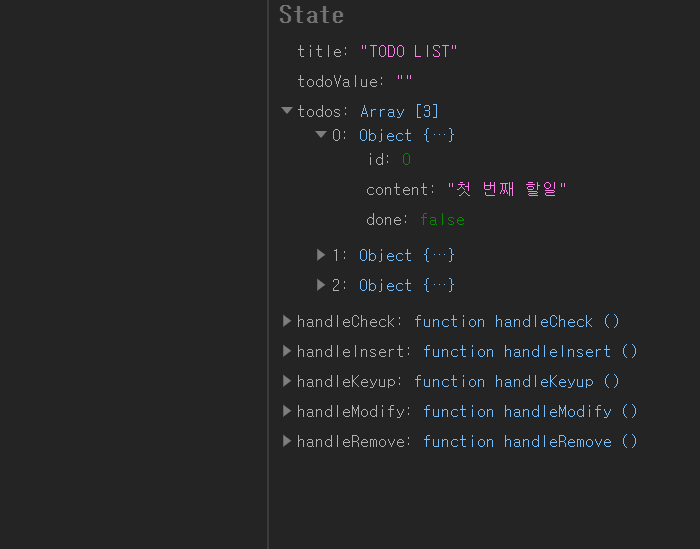 State
title: "TODO LIST"
todoValue: ""
todos: Array [3]
0: Object {…}
id: 0
content: "첫 번째 할일"
done: false
1: Object {…}
2: Object {…}
handleCheck: function handleCheck ()
handleInsert: function handleInsert ()
handleKeyup: function handleKeyup ()
handleModify: function handleModify ()
handleRemove: function handleRemove ()